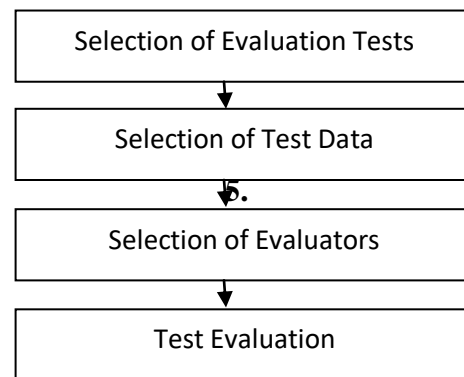 Selection of Evaluation Tests
Selection of Test Data
5.
Selection of Evaluators
Test Evaluation